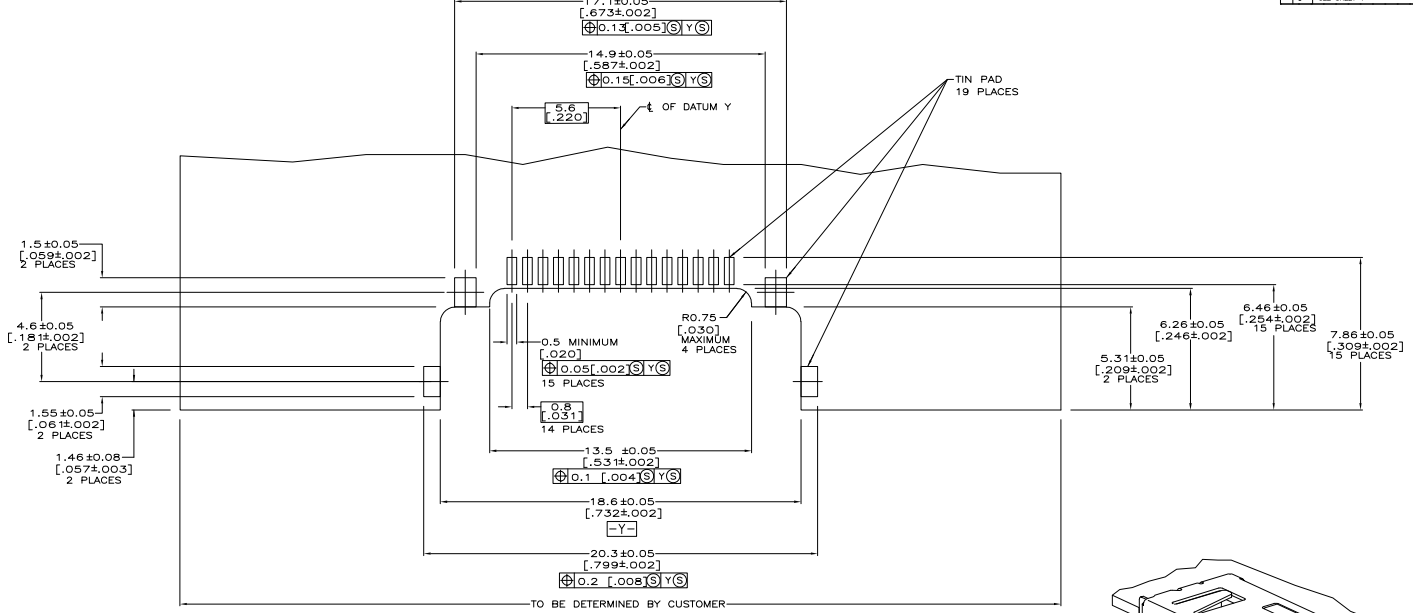 17.1±0.05
[.673±.002]
⌖ 0.13[.005]Ⓢ YⓈ
14.9±0.05
[.587±.002]
⌖ 0.15[.006]Ⓢ YⓈ
5.6
[.220]
℄ OF DATUM Y
TIN PAD
19 PLACES
1.5±0.05
[.059±.002]
2 PLACES
4.6±0.05
[.181±.002]
2 PLACES
1.55±0.05
[.061±.002]
2 PLACES
1.46±0.08
[.057±.003]
2 PLACES
0.5 MINIMUM
[.020]
⌖ 0.05[.002]Ⓢ YⓈ
15 PLACES
0.8
[.031]
14 PLACES
R0.75
[.030]
MAXIMUM
4 PLACES
5.31±0.05
[.209±.002]
2 PLACES
6.26±0.05
[.246±.002]
6.46±0.05
[.254±.002]
15 PLACES
7.86±0.05
[.309±.002]
15 PLACES
13.5 ±0.05
[.531±.002]
⌖ 0.1 [.004]Ⓢ YⓈ
18.6±0.05
[.732±.002]
-Y-
20.3±0.05
[.799±.002]
⌖ 0.2 [.008]Ⓢ YⓈ
TO BE DETERMINED BY CUSTOMER